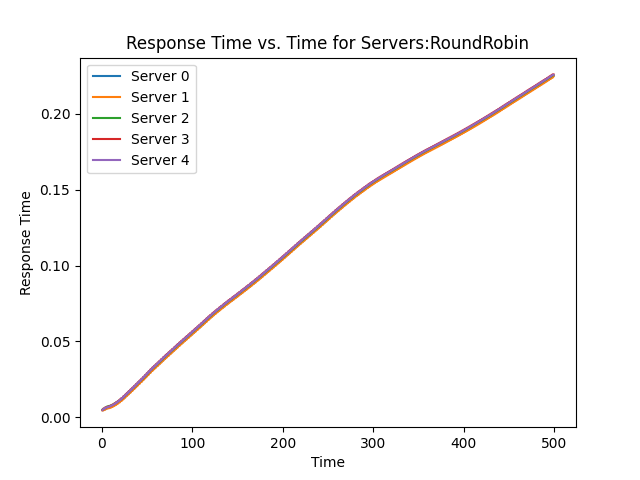 Response Time vs. Time for Servers:RoundRobin
Server 0
Server 1
Server 2
Server 3
Server 4
Response Time
0.20
0.15
0.10
0.05
0.00
0 100 200 300 400 500
Time